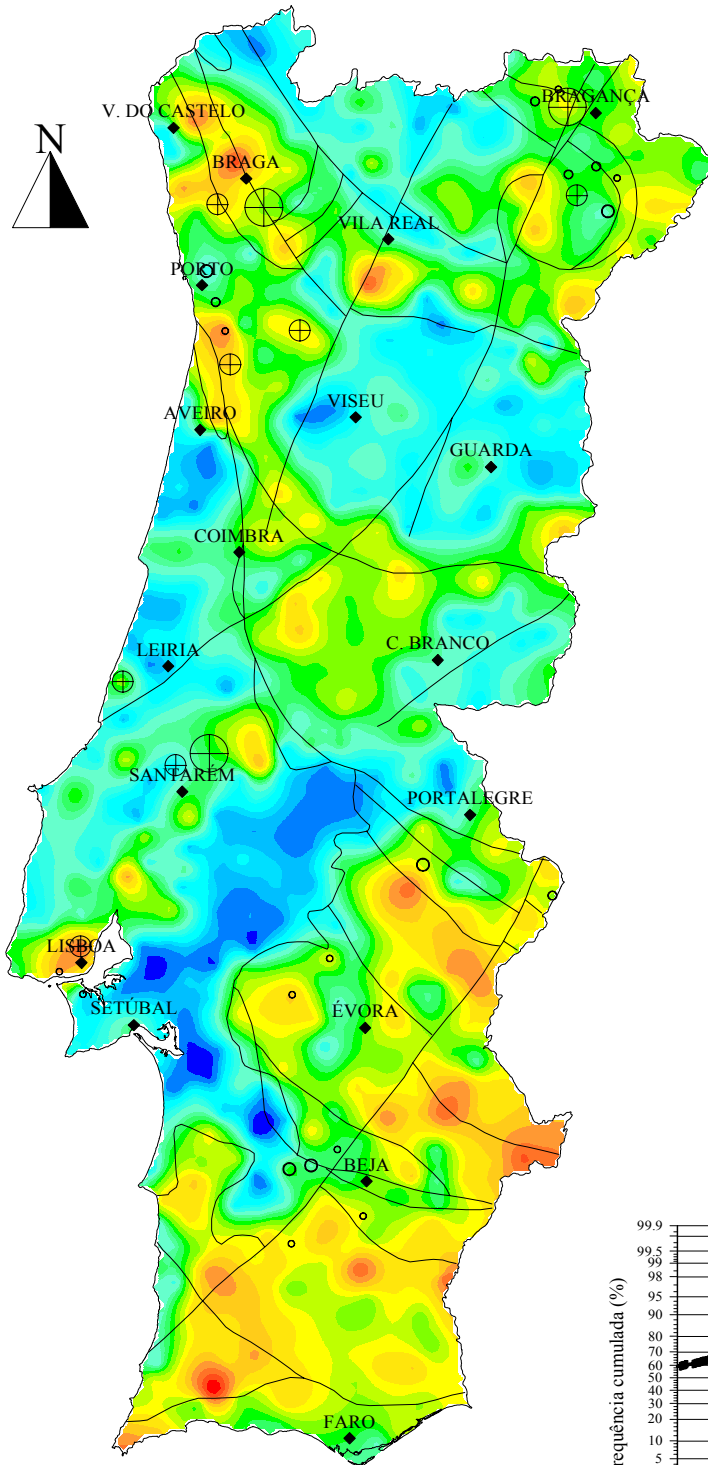 V. DO CASTELO
BRAGANÇA
N
BRAGA
VILA REAL
PORTO
VISEU
AVEIRO
GUARDA
COIMBRA
LEIRIA
C. BRANCO
SANTARÉM
PORTALEGRE
LISBOA
SETÚBAL
ÉVORA
BEJA
FARO
99.9
99.5
99
98
95
90
80
70
60
50
40
30
20
10
5
requência cumulada (%)